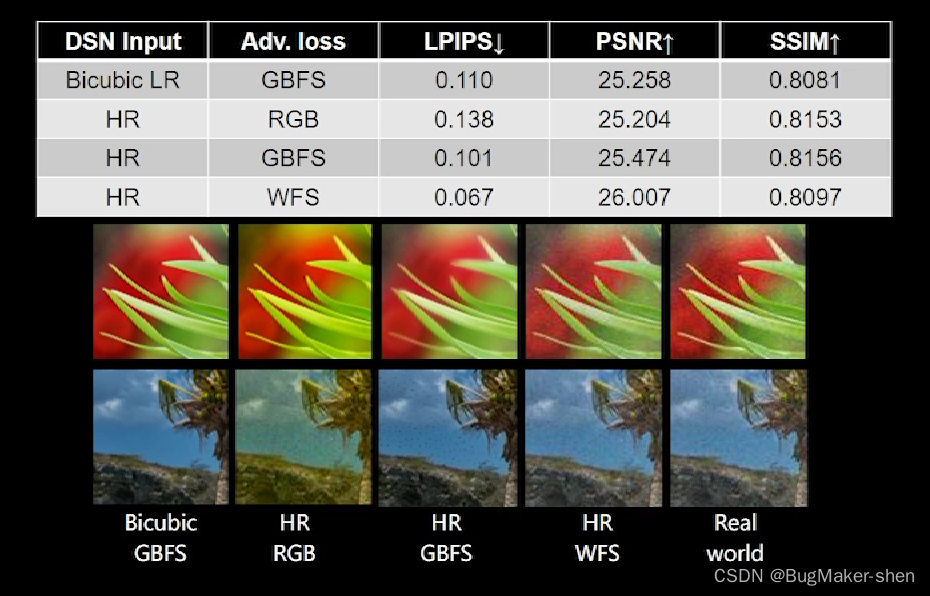 DSN Input Adv. loss LPIPS↓ PSNR↑ SSIM↑
Bicubic LR GBFS 0.110 25.258 0.8081
HR RGB 0.138 25.204 0.8153
HR GBFS 0.101 25.474 0.8156
HR WFS 0.067 26.007 0.8097
Bicubic HR HR HR Real
GBFS RGB GBFS WFS world
CSDN @BugMaker-shen